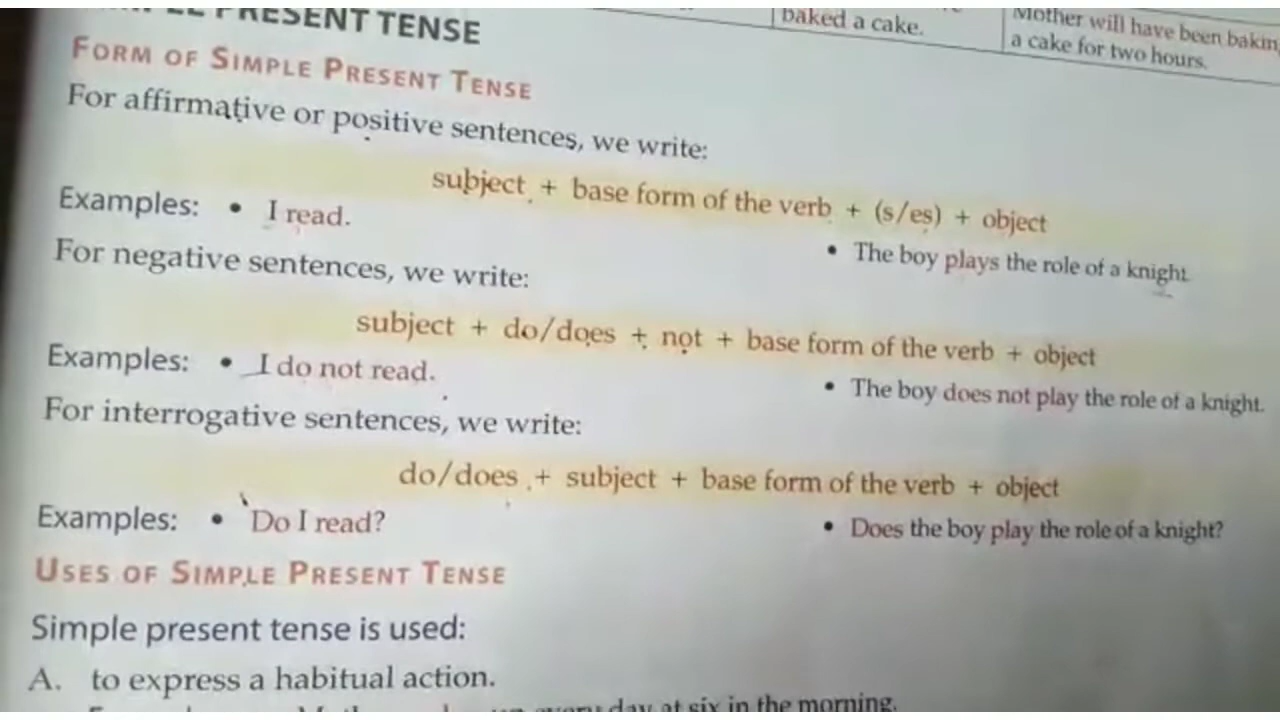 PRESENT TENSE
baked a cake.
Mother will have been baking
a cake for two hours.
FORM OF SIMPLE PRESENT TENSE
For affirmative or positive sentences, we write:
subject + base form of the verb + (s/es) + object
Examples: • I read. • The boy plays the role of a knight.
For negative sentences, we write:
subject + do/does + not + base form of the verb + object
Examples: • I do not read. • The boy does not play the role of a knight.
For interrogative sentences, we write:
do/does + subject + base form of the verb + object
Examples: • Do I read? • Does the boy play the role of a knight?
USES OF SIMPLE PRESENT TENSE
Simple present tense is used:
A. to express a habitual action.
every day at six in the morning.